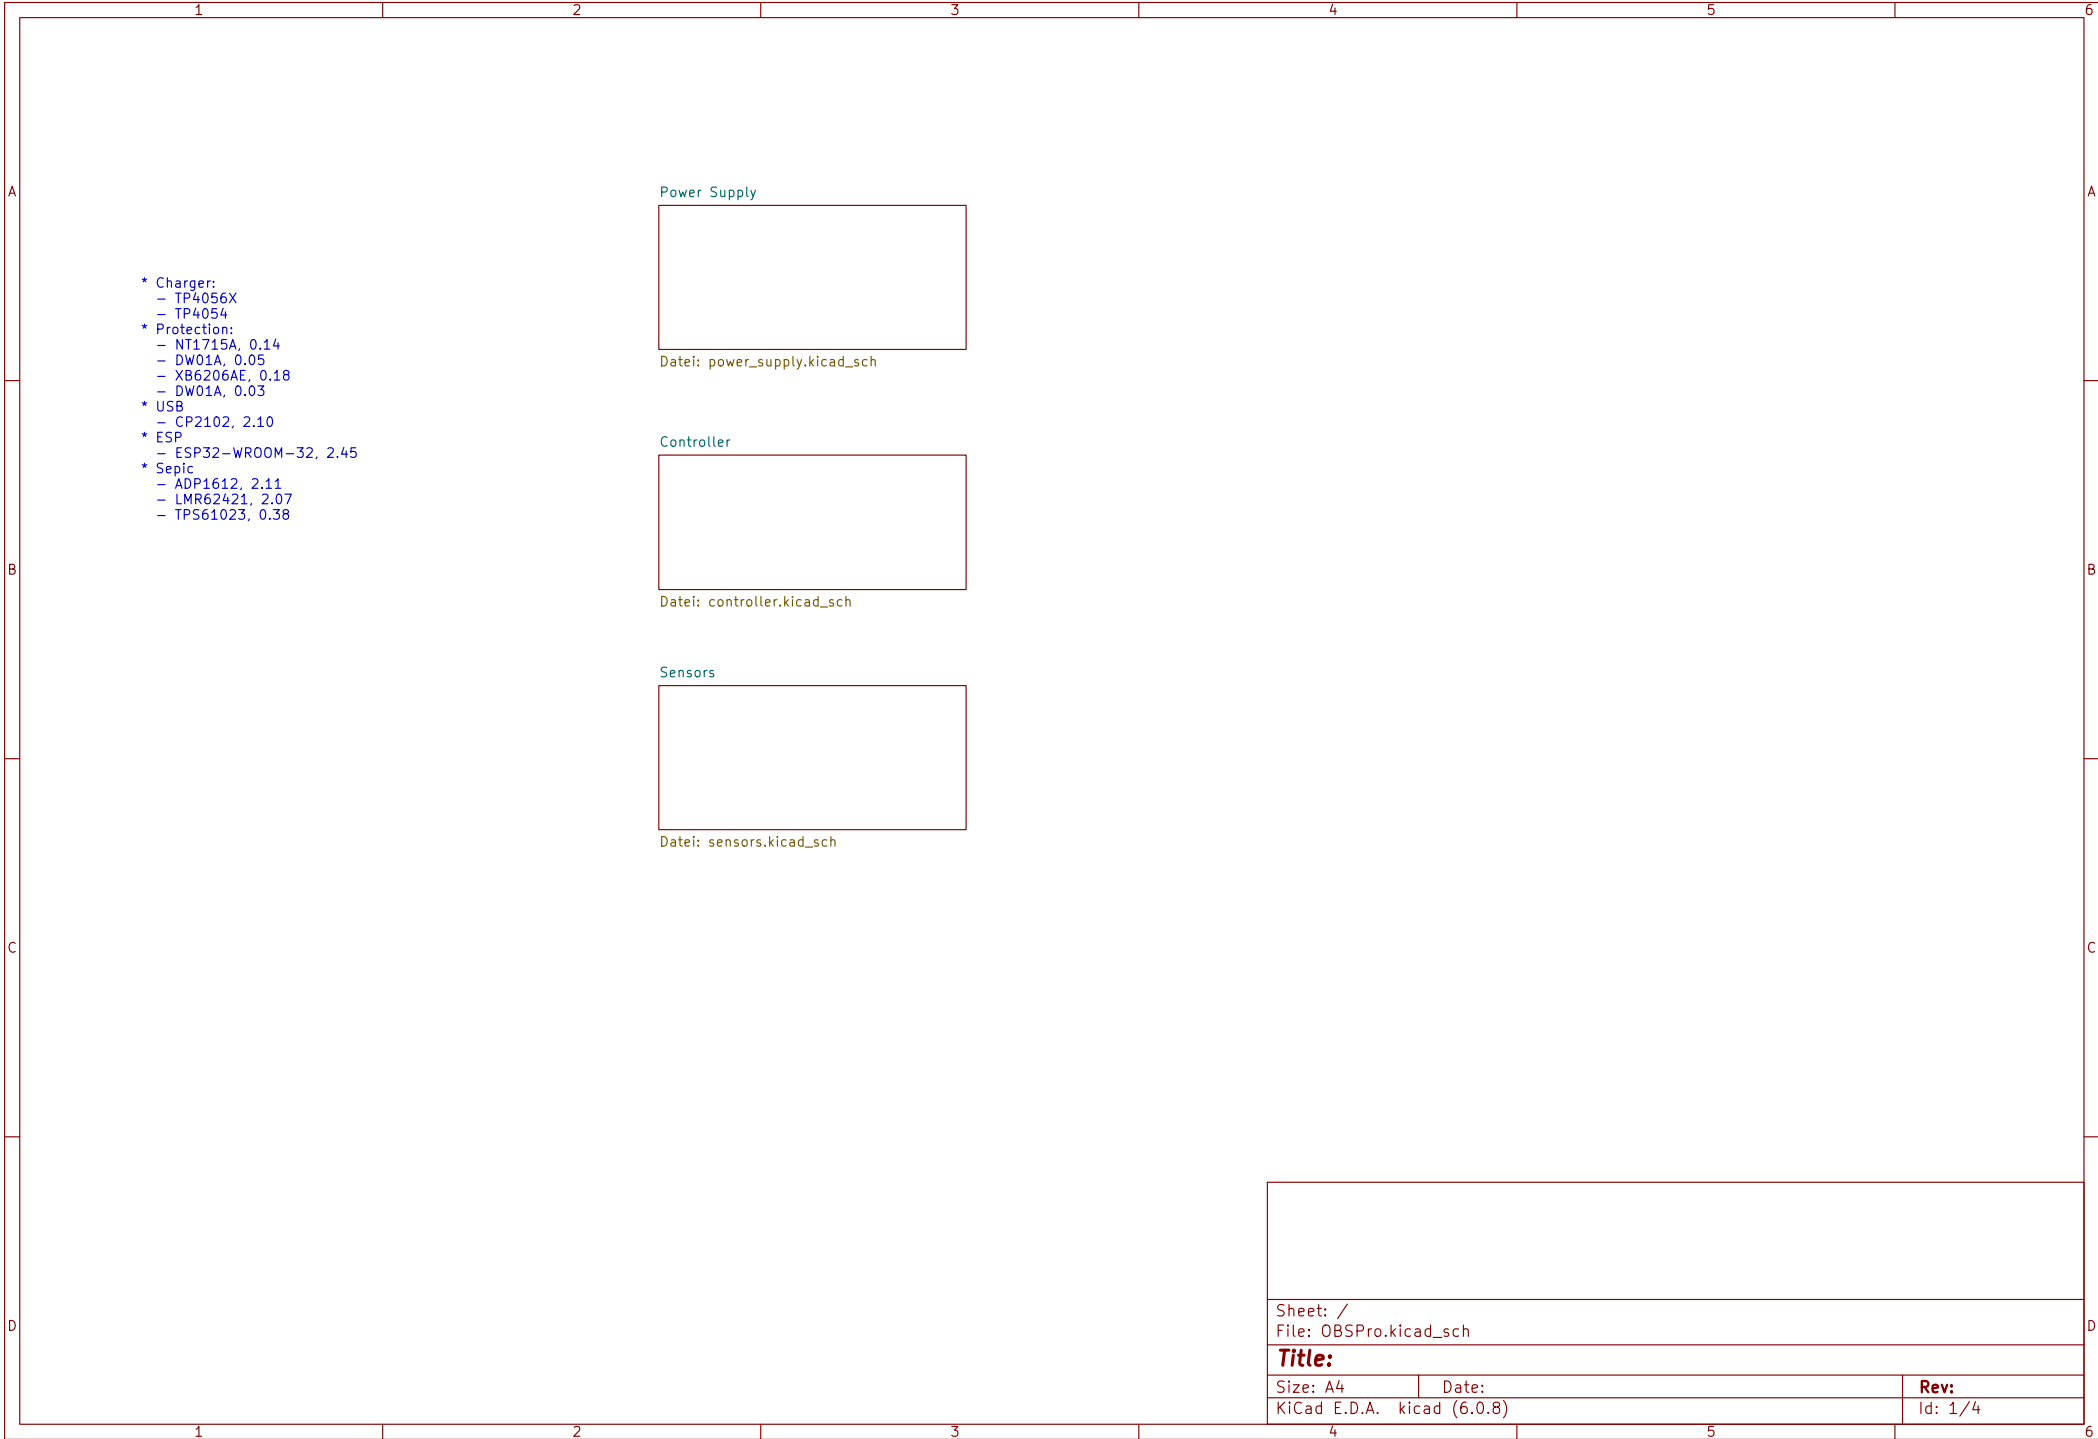 1 2 3 4 5 6
A A
Power Supply
* Charger:
- TP4056X
- TP4054
* Protection:
- NT1715A, 0.14
- DW01A, 0.05
- XB6206AE, 0.18
- DW01A, 0.03
* USB
- CP2102, 2.10
* ESP
- ESP32-WROOM-32, 2.45
* Sepic
- ADP1612, 2.11
- LMR62421, 2.07
- TPS61023, 0.38
Datei: power_supply.kicad_sch
Controller
B B
Datei: controller.kicad_sch
Sensors
Datei: sensors.kicad_sch
C C
Sheet: /
File: OBSPro.kicad_sch
D D
Title:
Size: A4 Date: Rev:
KiCad E.D.A. kicad (6.0.8) Id: 1/4
1 2 3 4 5 6